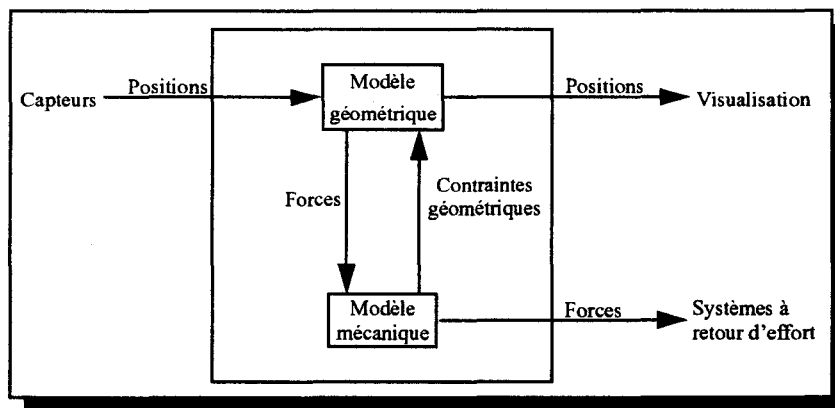 Capteurs
Positions
Modèle
géométrique
Positions
Visualisation
Forces
Contraintes
géométriques
Modèle
mécanique
Forces
Systèmes à
retour d'effort